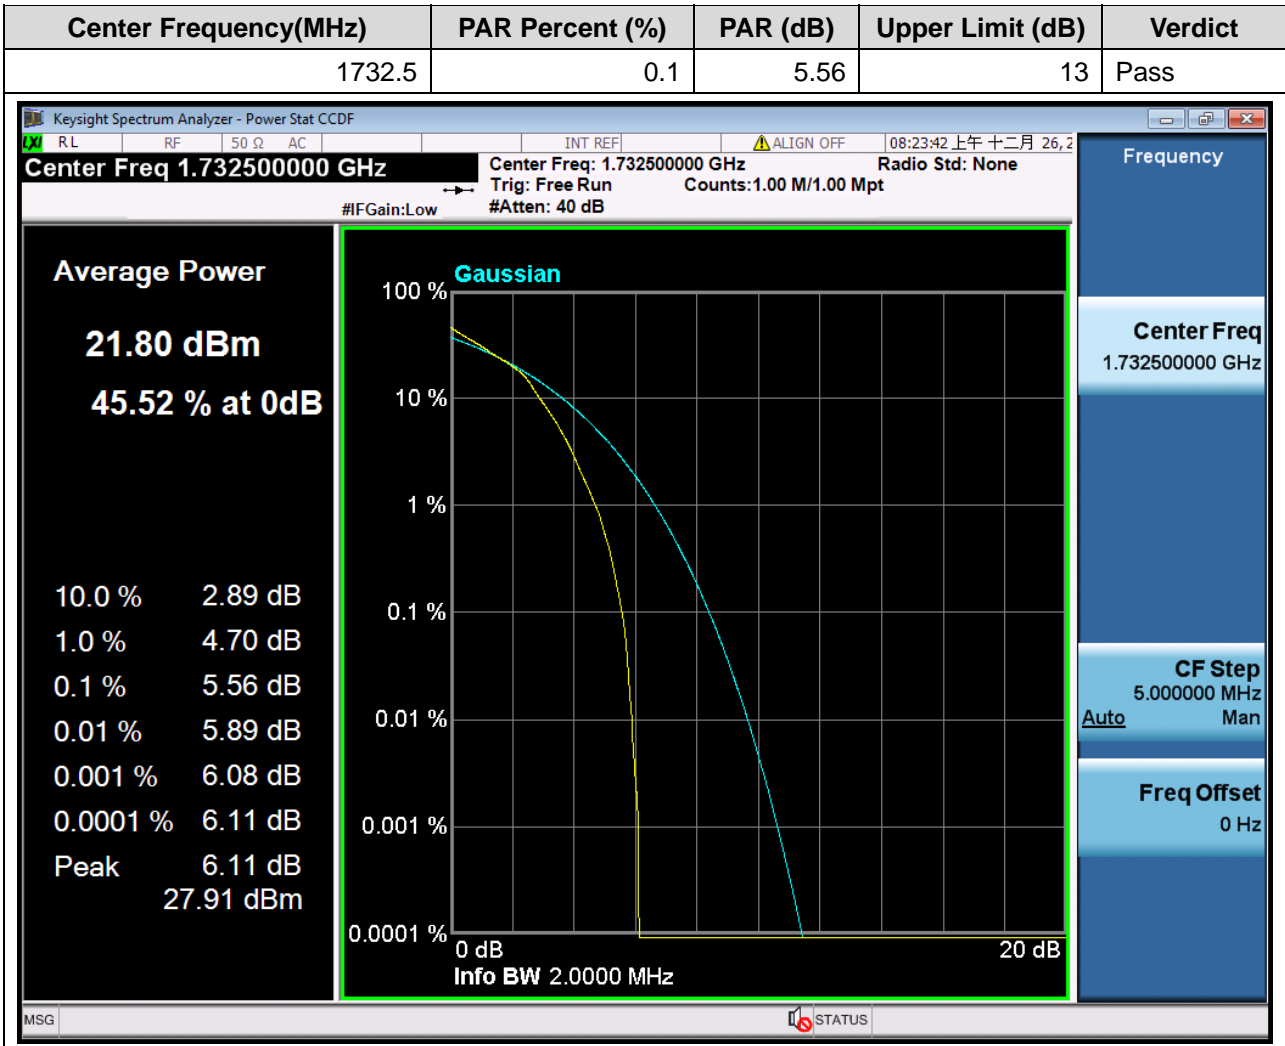 Center Frequency(MHz) PAR Percent (%) PAR (dB) Upper Limit (dB) Verdict
1732.5 0.1 5.56 13 Pass
Keysight Spectrum Analyzer - Power Stat CCDF
LXI RL RF 50 Ω AC INT REF ALIGN OFF 08:23:42 上午 十二月 26, 2
Center Freq 1.732500000 GHz
Center Freq: 1.732500000 GHz Radio Std: None
Trig: Free Run Counts:1.00 M/1.00 Mpt
#IFGain:Low #Atten: 40 dB
Average Power
21.80 dBm
45.52 % at 0dB
10.0 % 2.89 dB
1.0 % 4.70 dB
0.1 % 5.56 dB
0.01 % 5.89 dB
0.001 % 6.08 dB
0.0001 % 6.11 dB
Peak 6.11 dB
27.91 dBm
Gaussian
100 %
10 %
1 %
0.1 %
0.01 %
0.001 %
0.0001 %
0 dB 20 dB
Info BW 2.0000 MHz
Frequency
Center Freq
1.732500000 GHz
CF Step
5.000000 MHz
Auto Man
Freq Offset
0 Hz
MSG STATUS